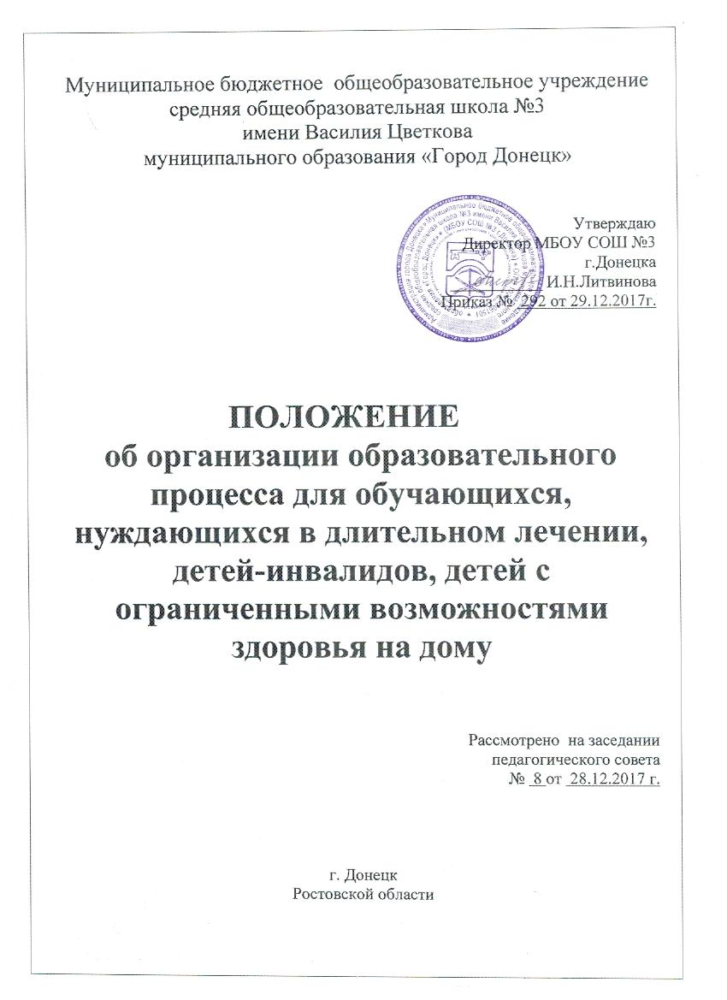 Муниципальное бюджетное общеобразовательное учреждение
средняя общеобразовательная школа №3
имени Василия Цветкова
муниципального образования «Город Донецк»
Утверждаю
Директор МБОУ СОШ №3
г.Донецка
И.Н.Литвинова
Приказ № 292 от 29.12.2017г.
ПОЛОЖЕНИЕ
об организации образовательного
процесса для обучающихся,
нуждающихся в длительном лечении,
детей-инвалидов, детей с
ограниченными возможностями
здоровья на дому
Рассмотрено на заседании
педагогического совета
№ 8 от 28.12.2017 г.
г. Донецк
Ростовской области